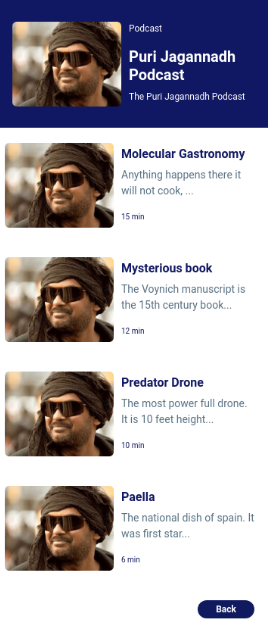 Podcast
Puri Jagannadh
Podcast
The Puri Jagannadh Podcast
Molecular Gastronomy
Anything happens there it
will not cook, ...
15 min
Mysterious book
The Voynich manuscript is
the 15th century book...
12 min
Predator Drone
The most power full drone.
It is 10 feet height...
10 min
Paella
The national dish of spain. It
was first star...
6 min
Back